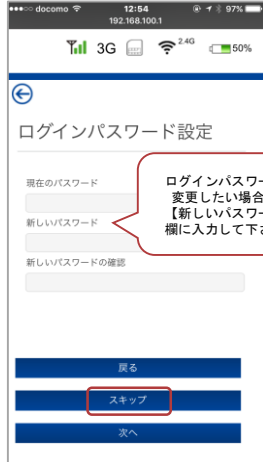 docomo 12:54 97%
192.168.100.1
3G 2.4G 50%
ログインパスワード設定
現在のパスワード
新しいパスワード
新しいパスワードの確認
ログインパスワー
変更したい場合
【新しいパスワー
欄に入力して下
戻る
スキップ
次へ